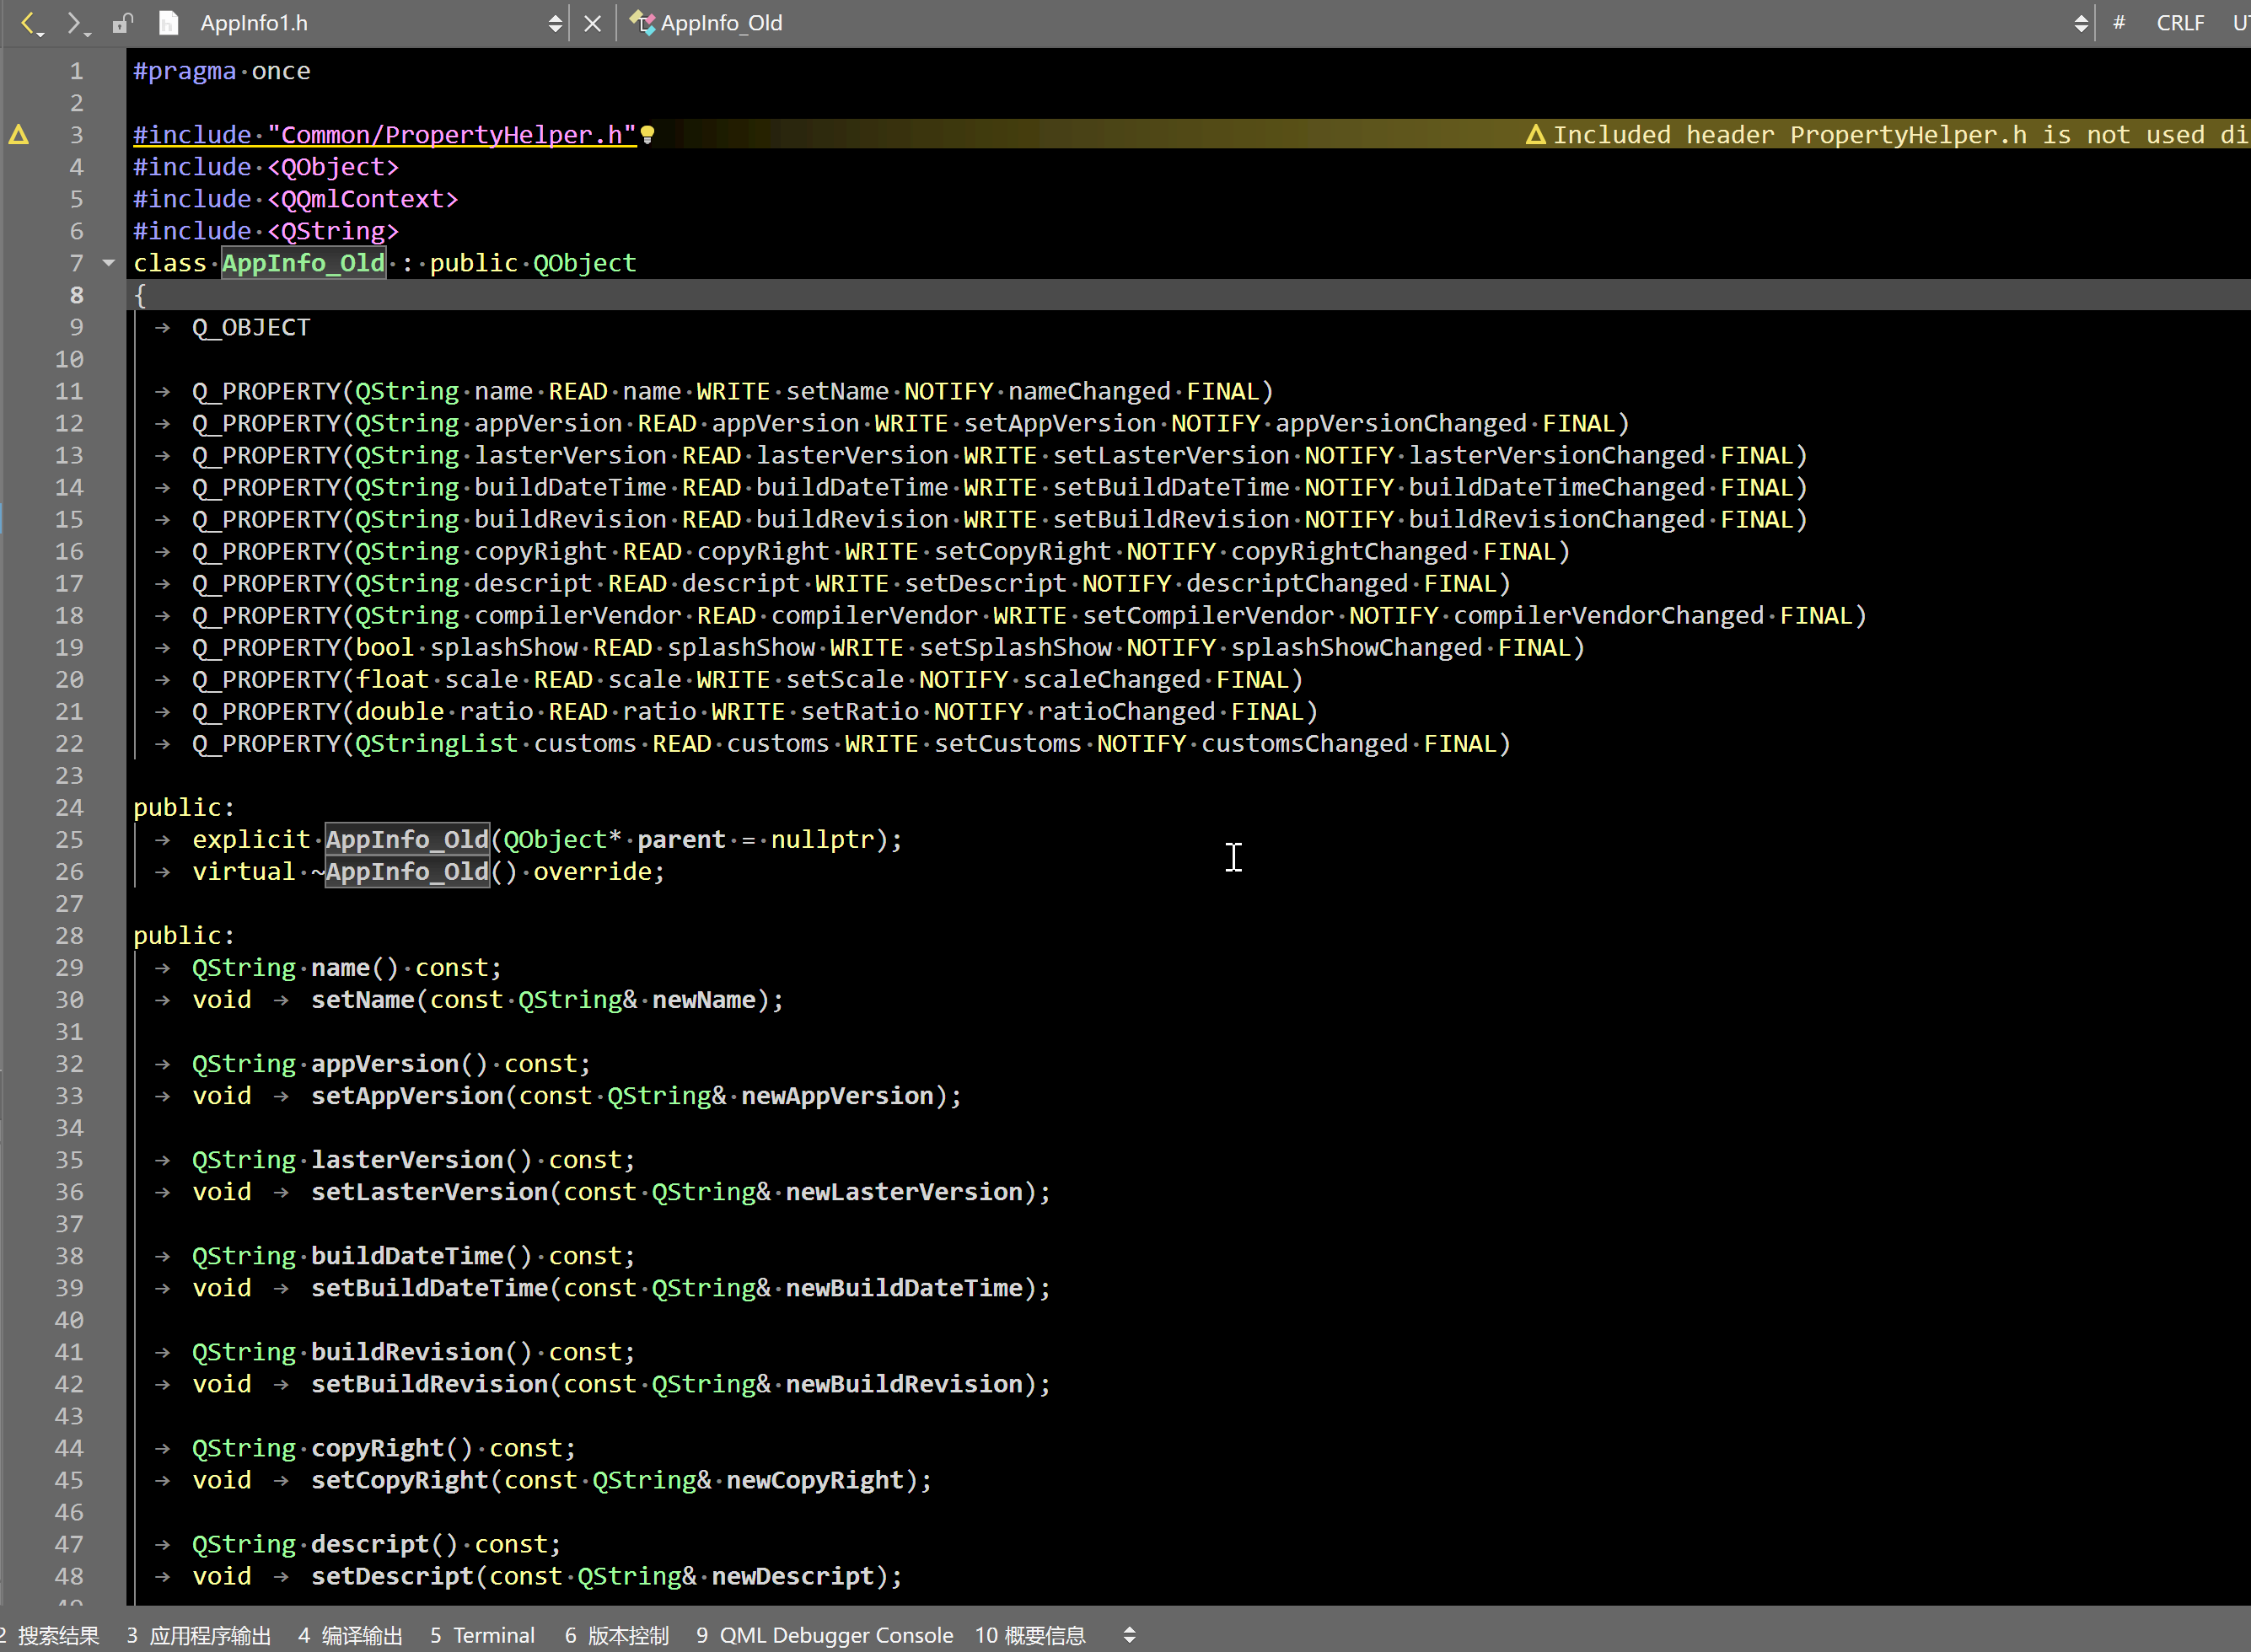 AppInfo1.h AppInfo_Old # CRLF
1 #pragma once
2
3 #include "Common/PropertyHelper.h" Included header PropertyHelper.h is not used
4 #include <QObject>
5 #include <QQmlContext>
6 #include <QString>
7 class AppInfo_Old : public QObject
8 {
9 Q_OBJECT
10
11 Q_PROPERTY(QString name READ name WRITE setName NOTIFY nameChanged FINAL)
12 Q_PROPERTY(QString appVersion READ appVersion WRITE setAppVersion NOTIFY appVersionChanged FINAL)
13 Q_PROPERTY(QString lasterVersion READ lasterVersion WRITE setLasterVersion NOTIFY lasterVersionChanged FINAL)
14 Q_PROPERTY(QString buildDateTime READ buildDateTime WRITE setBuildDateTime NOTIFY buildDateTimeChanged FINAL)
15 Q_PROPERTY(QString buildRevision READ buildRevision WRITE setBuildRevision NOTIFY buildRevisionChanged FINAL)
16 Q_PROPERTY(QString copyRight READ copyRight WRITE setCopyRight NOTIFY copyRightChanged FINAL)
17 Q_PROPERTY(QString descript READ descript WRITE setDescript NOTIFY descriptChanged FINAL)
18 Q_PROPERTY(QString compilerVendor READ compilerVendor WRITE setCompilerVendor NOTIFY compilerVendorChanged FINAL)
19 Q_PROPERTY(bool splashShow READ splashShow WRITE setSplashShow NOTIFY splashShowChanged FINAL)
20 Q_PROPERTY(float scale READ scale WRITE setScale NOTIFY scaleChanged FINAL)
21 Q_PROPERTY(double ratio READ ratio WRITE setRatio NOTIFY ratioChanged FINAL)
22 Q_PROPERTY(QStringList customs READ customs WRITE setCustoms NOTIFY customsChanged FINAL)
23
24 public:
25 explicit AppInfo_Old(QObject* parent = nullptr);
26 virtual ~AppInfo_Old() override;
27
28 public:
29 QString name() const;
30 void setName(const QString& newName);
31
32 QString appVersion() const;
33 void setAppVersion(const QString& newAppVersion);
34
35 QString lasterVersion() const;
36 void setLasterVersion(const QString& newLasterVersion);
37
38 QString buildDateTime() const;
39 void setBuildDateTime(const QString& newBuildDateTime);
40
41 QString buildRevision() const;
42 void setBuildRevision(const QString& newBuildRevision);
43
44 QString copyRight() const;
45 void setCopyRight(const QString& newCopyRight);
46
47 QString descript() const;
48 void setDescript(const QString& newDescript);
2 搜索结果 3 应用程序输出 4 编译输出 5 Terminal 6 版本控制 9 QML Debugger Console 10 概要信息